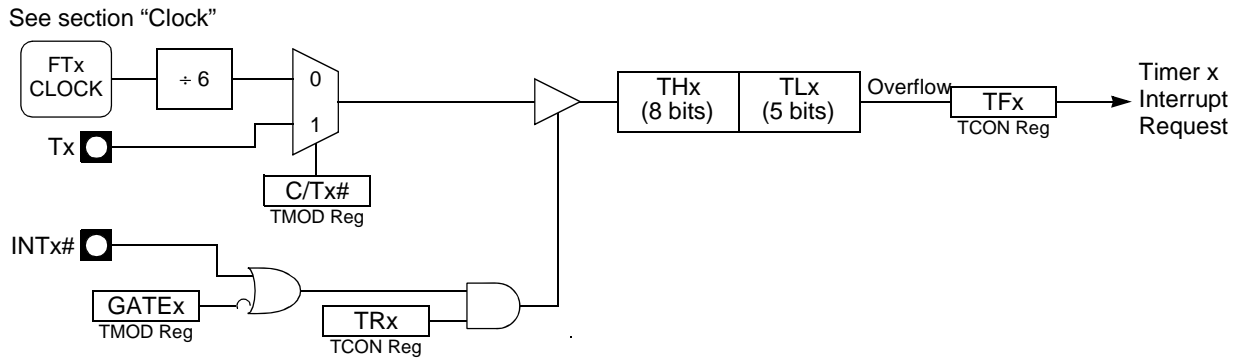 See section “Clock”
FTx
CLOCK
÷ 6
0
1
Tx
C/Tx#
TMOD Reg
THx
(8 bits)
TLx
(5 bits)
Overflow
TFx
TCON Reg
Timer x
Interrupt
Request
INTx#
GATEx
TMOD Reg
TRx
TCON Reg